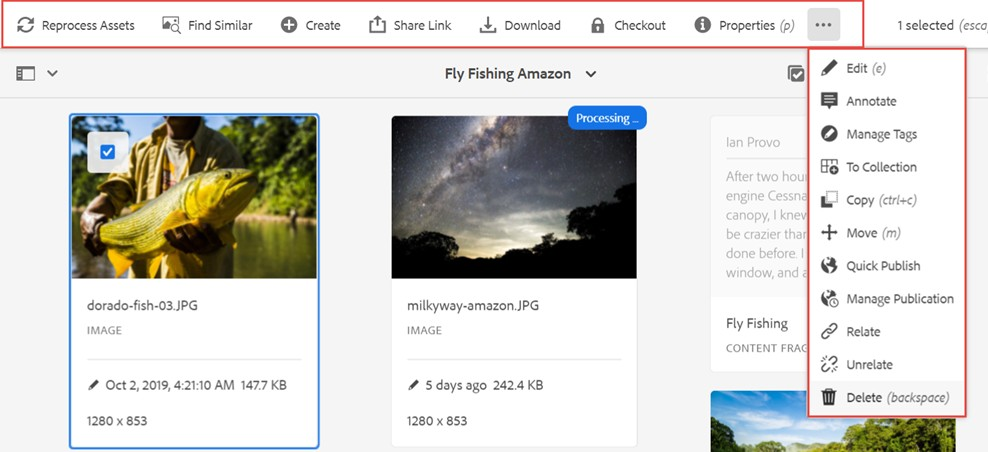 Reprocess Assets
Find Similar
Create
Share Link
Download
Checkout
Properties (p)
1 selected
Fly Fishing Amazon
Edit (e)
Annotate
Manage Tags
To Collection
Copy (ctrl+c)
Move (m)
Quick Publish
Manage Publication
Relate
Unrelate
Delete (backspace)
dorado-fish-03.JPG
IMAGE
Oct 2, 2019, 4:21:10 AM 147.7 KB
1280 x 853
Processing ...
milkyway-amazon.JPG
IMAGE
5 days ago 242.4 KB
1280 x 853
Ian Provo
After two hou
engine Cessna
canopy, I knew
be crazier than
done before. I
window, and a
Fly Fishing
CONTENT FRAG